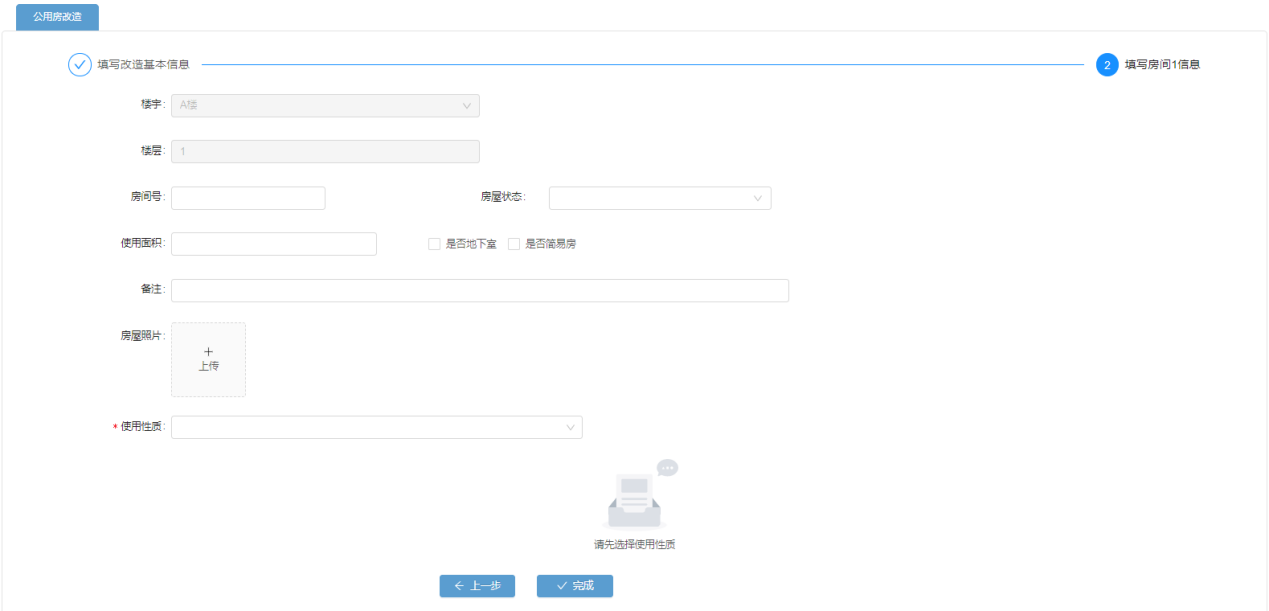 公用房改造
填写改造基本信息 2 填写房间1信息
楼宇: A楼
楼层: 1
房间号: 房屋状态:
使用面积: 是否地下室 是否简易房
备注:
房屋照片:
+
上传
* 使用性质:
请先选择使用性质
上一步 完成